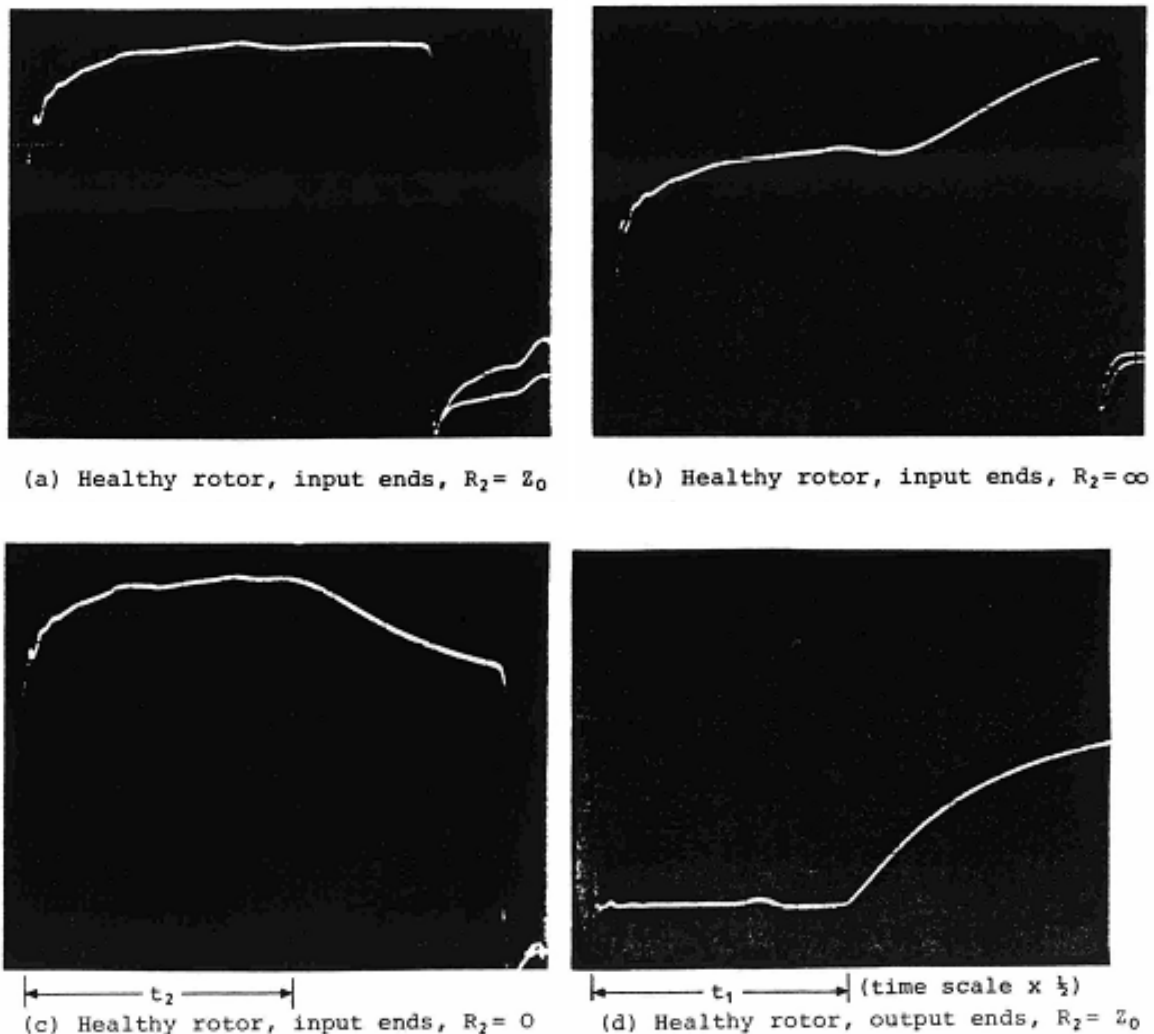 (a) Healthy rotor, input ends, R₂ = Z₀
(b) Healthy rotor, input ends, R₂ = ∞
t₂
(c) Healthy rotor, input ends, R₂ = 0
t₁ (time scale x ½)
(d) Healthy rotor, output ends, R₂ = Z₀